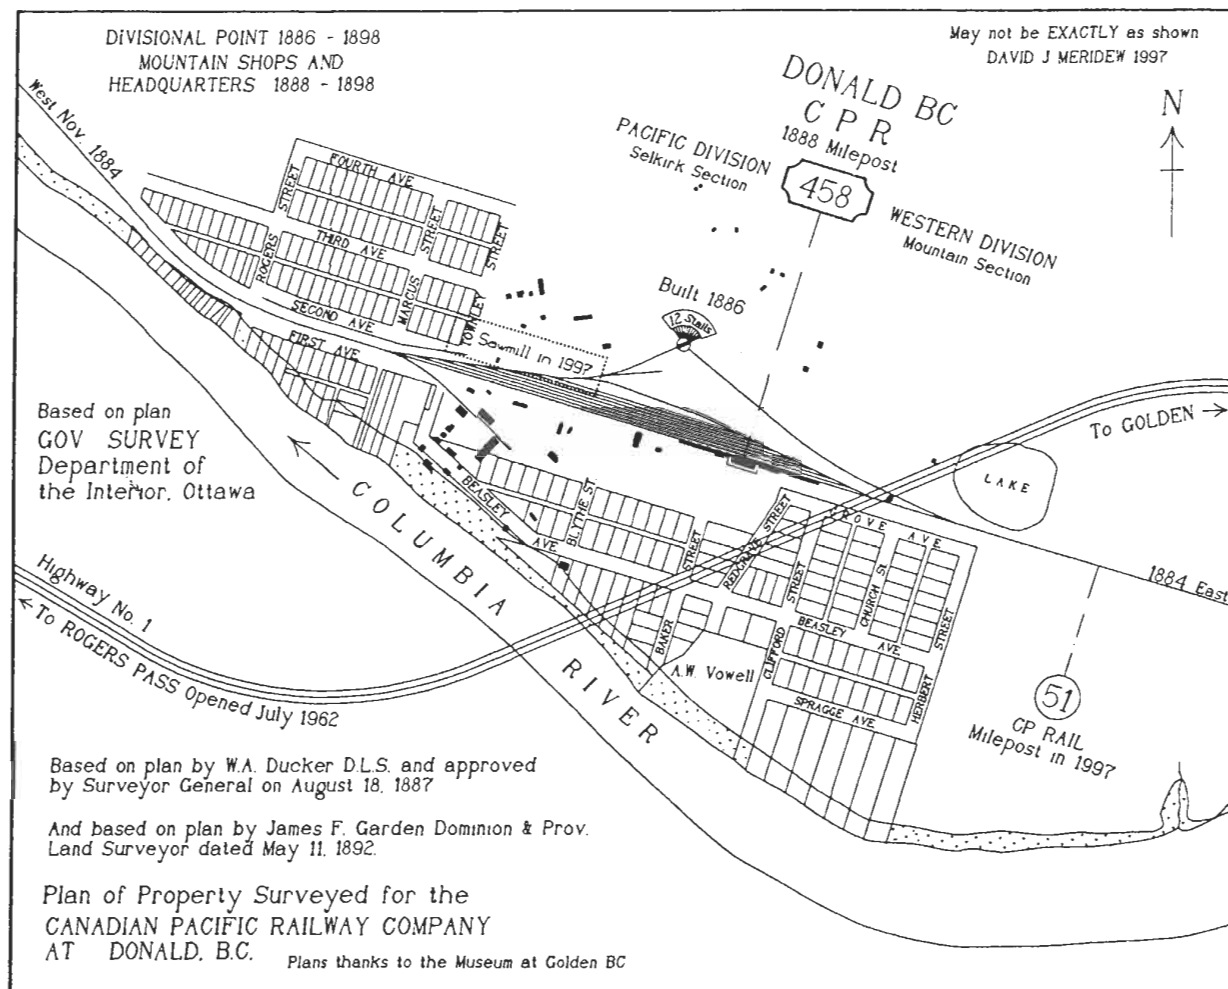 DIVISIONAL POINT 1886 - 1898
MOUNTAIN SHOPS AND
HEADQUARTERS 1888 - 1898
May not be EXACTLY as shown
DAVID J MERIDEW 1997
DONALD BC
C P R
1888 Milepost
458
PACIFIC DIVISION
Selkirk Section
WESTERN DIVISION
Mountain Section
N
West Nov. 1884
FOURTH AVE
THIRD AVE
SECOND AVE
FIRST AVE
ROGERS STREET
MARCUS STREET
TOWNLEY STREET
Built 1886
12 Stalls
Sawmill in 1997
To GOLDEN →
LAKE
Based on plan
GOV SURVEY
Department of
the Interior, Ottawa
COLUMBIA RIVER
BEASLEY AVE
BLYTHE ST.
BAKER STREET
REDGRAVE STREET
CLIFFORD STREET
CHURCH St
HERBERT STREET
ROVE AVE
BEASLEY AVE
SPRAGGE AVE
A.W. Vowell
1884 East
51
CP RAIL
Milepost in 1997
Highway No. 1
← To ROGERS PASS Opened July 1962
Based on plan by W.A. Ducker D.L.S. and approved
by Surveyor General on August 18, 1887
And based on plan by James F. Garden Dominion & Prov.
Land Surveyor dated May 11, 1892.
Plan of Property Surveyed for the
CANADIAN PACIFIC RAILWAY COMPANY
AT DONALD, B.C.
Plans thanks to the Museum at Golden BC